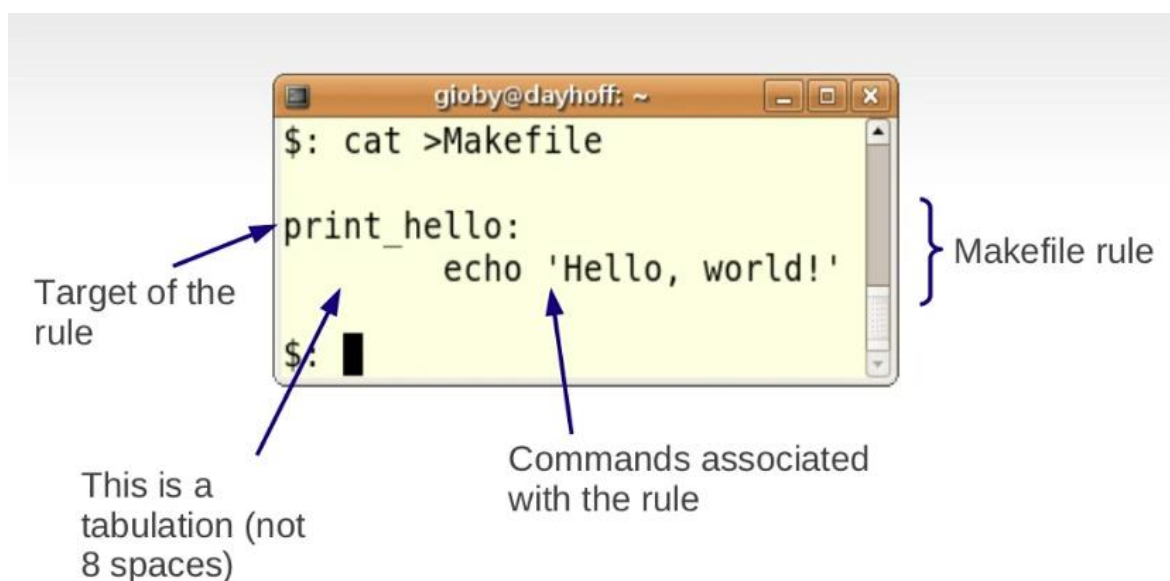 gioby@dayhoff: ~
$: cat >Makefile
print_hello:
echo 'Hello, world!'
$:
Makefile rule
Target of the
rule
This is a
tabulation (not
8 spaces)
Commands associated
with the rule